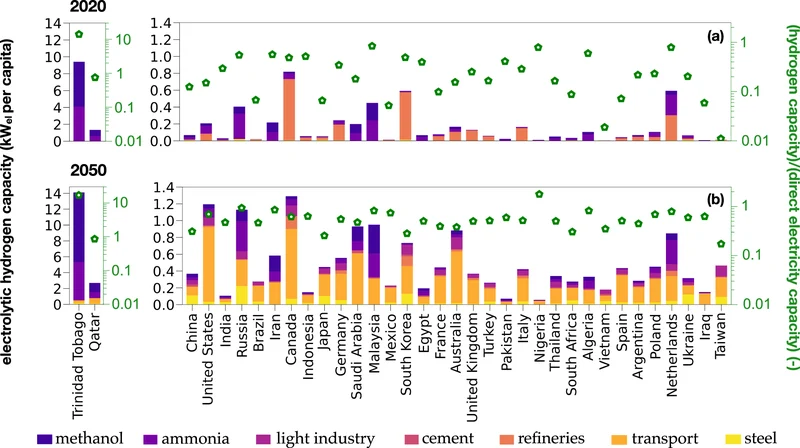 2020
electrolytic hydrogen capacity (kWel per capita)
(hydrogen capacity)/(direct electricity capacity) (-)
14
12
10
8
6
4
2
0
10
1
0.1
0.01
1.4
1.2
1.0
0.8
0.6
0.4
0.2
0.0
(a)
1
0.1
0.01
2050
14
12
10
8
6
4
2
0
10
1
0.1
0.01
1.4
1.2
1.0
0.8
0.6
0.4
0.2
0.0
(b)
1
0.1
0.01
Trinidad Tobago
Qatar
China
United States
India
Russia
Brazil
Iran
Canada
Indonesia
Japan
Germany
Saudi Arabia
Malaysia
Mexico
South Korea
Egypt
France
Australia
United Kingdom
Turkey
Pakistan
Italy
Nigeria
Thailand
South Africa
Algeria
Vietnam
Spain
Argentina
Poland
Netherlands
Ukraine
Iraq
Taiwan
methanol ammonia light industry cement refineries transport steel